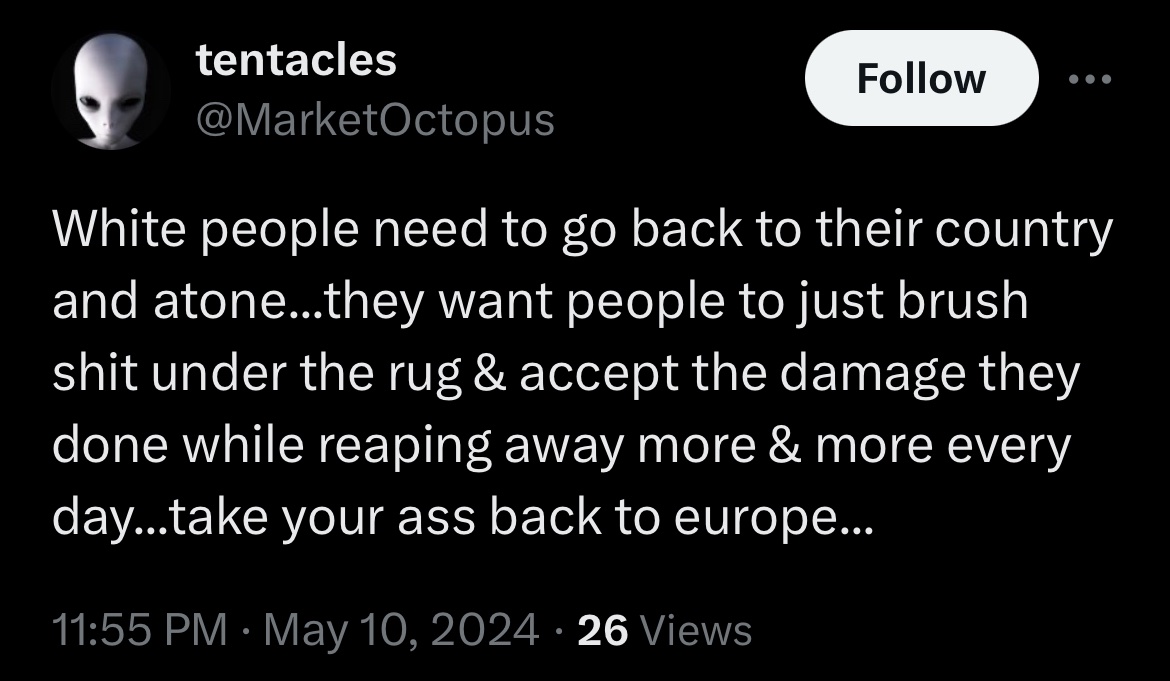 tentacles
Follow
@MarketOctopus
White people need to go back to their country
and atone...they want people to just brush
shit under the rug & accept the damage they
done while reaping away more & more every
day...take your ass back to europe...
11:55 PM · May 10, 2024 · 26 Views